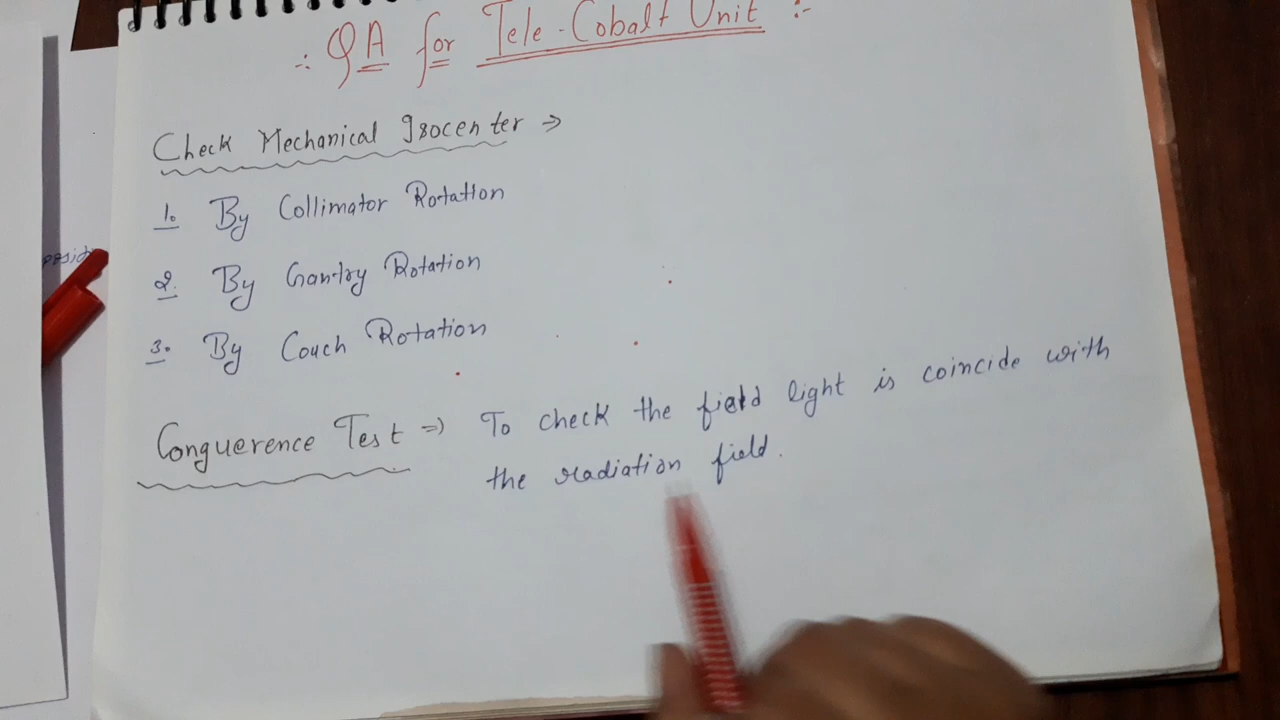 :- QA for Tele-Cobalt Unit :-
Check Mechanical Isocenter ⇒
1. By Collimator Rotation
2. By Gantry Rotation
3. By Couch Rotation
Conguerence Test ⇒ To check the field light is coincide with
the radiation field.